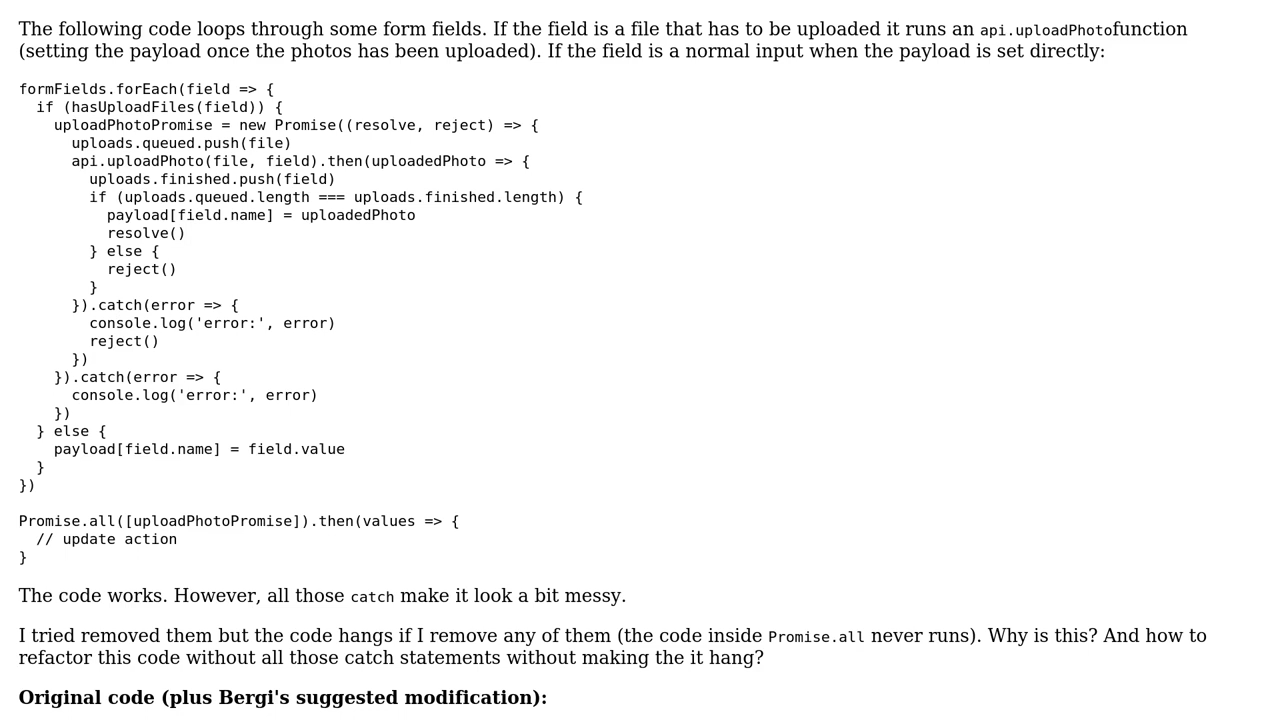 The following code loops through some form fields. If the field is a file that has to be uploaded it runs an api.uploadPhotofunction
(setting the payload once the photos has been uploaded). If the field is a normal input when the payload is set directly:
formFields.forEach(field => {
  if (hasUploadFiles(field)) {
    uploadPhotoPromise = new Promise((resolve, reject) => {
      uploads.queued.push(file)
      api.uploadPhoto(file, field).then(uploadedPhoto => {
        uploads.finished.push(field)
        if (uploads.queued.length === uploads.finished.length) {
          payload[field.name] = uploadedPhoto
          resolve()
        } else {
          reject()
        }
      }).catch(error => {
        console.log('error:', error)
        reject()
      })
    }).catch(error => {
      console.log('error:', error)
    })
  } else {
    payload[field.name] = field.value
  }
})

Promise.all([uploadPhotoPromise]).then(values => {
  // update action
}
The code works. However, all those catch make it look a bit messy.
I tried removed them but the code hangs if I remove any of them (the code inside Promise.all never runs). Why is this? And how to
refactor this code without all those catch statements without making the it hang?
Original code (plus Bergi's suggested modification):